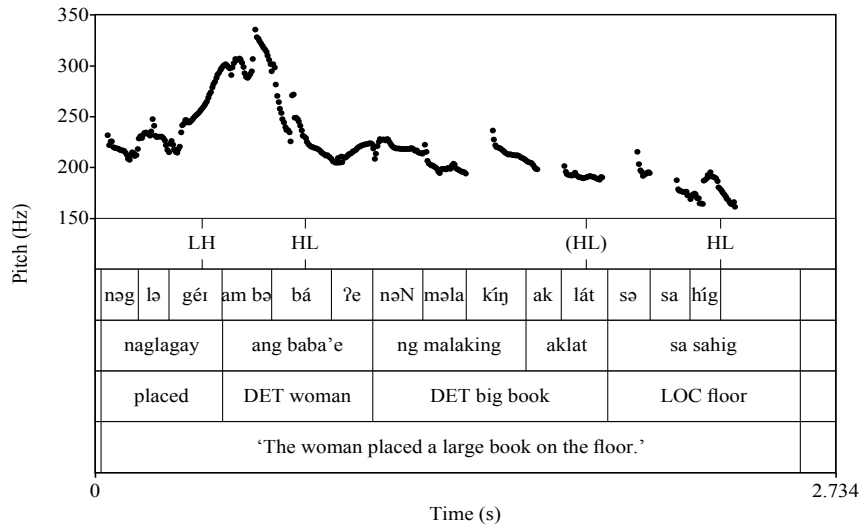 350
300
250
200
150
Pitch (Hz)
LH HL (HL) HL
nəg lə géɪ am bə bá ʔe nəN məla kíŋ ak lát sə sa híg
naglagay ang baba’e ng malaking aklat sa sahig
placed DET woman DET big book LOC floor
‘The woman placed a large book on the floor.’
0 2.734
Time (s)